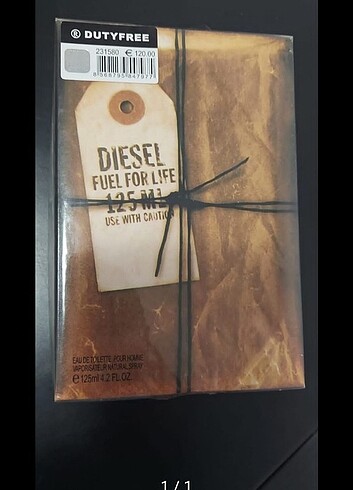 ® DUTYFREE
231580 € 120.00
DIESEL
FUEL FOR LIFE
125 ML
USE WITH CAUTION
EAU DE TOILETTE POUR HOMME
VAPORISATEUR NATURAL SPRAY
e 125ml 4.2 FL.OZ.
1 / 1